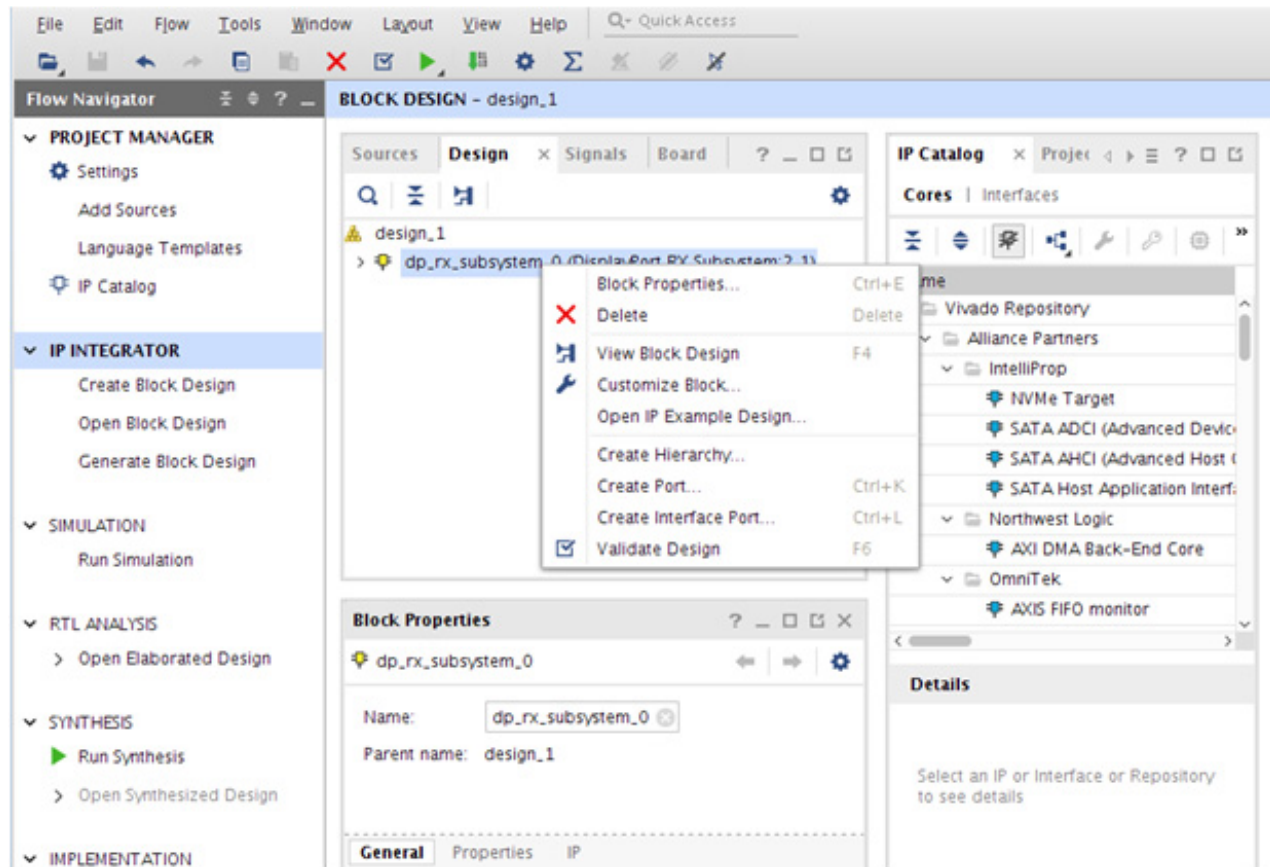 File Edit Flow Tools Window Layout View Help Quick Access
Flow Navigator
PROJECT MANAGER
Settings
Add Sources
Language Templates
IP Catalog
IP INTEGRATOR
Create Block Design
Open Block Design
Generate Block Design
SIMULATION
Run Simulation
RTL ANALYSIS
Open Elaborated Design
SYNTHESIS
Run Synthesis
Open Synthesized Design
IMPLEMENTATION
BLOCK DESIGN - design_1
Sources Design Signals Board
design_1
dp_rx_subsystem_0 (DisplayPort RX Subsystem:2.1)
Block Properties... Ctrl+E
Delete Delete
View Block Design F4
Customize Block...
Open IP Example Design...
Create Hierarchy...
Create Port... Ctrl+K
Create Interface Port... Ctrl+L
Validate Design F6
Block Properties
dp_rx_subsystem_0
Name: dp_rx_subsystem_0
Parent name: design_1
General Properties IP
IP Catalog Projec
Cores | Interfaces
me
Vivado Repository
Alliance Partners
IntelliProp
NVMe Target
SATA ADCI (Advanced Devic
SATA AHCI (Advanced Host
SATA Host Application Interf
Northwest Logic
AXI DMA Back-End Core
OmniTek
AXIS FIFO monitor
Details
Select an IP or Interface or Repository
to see details